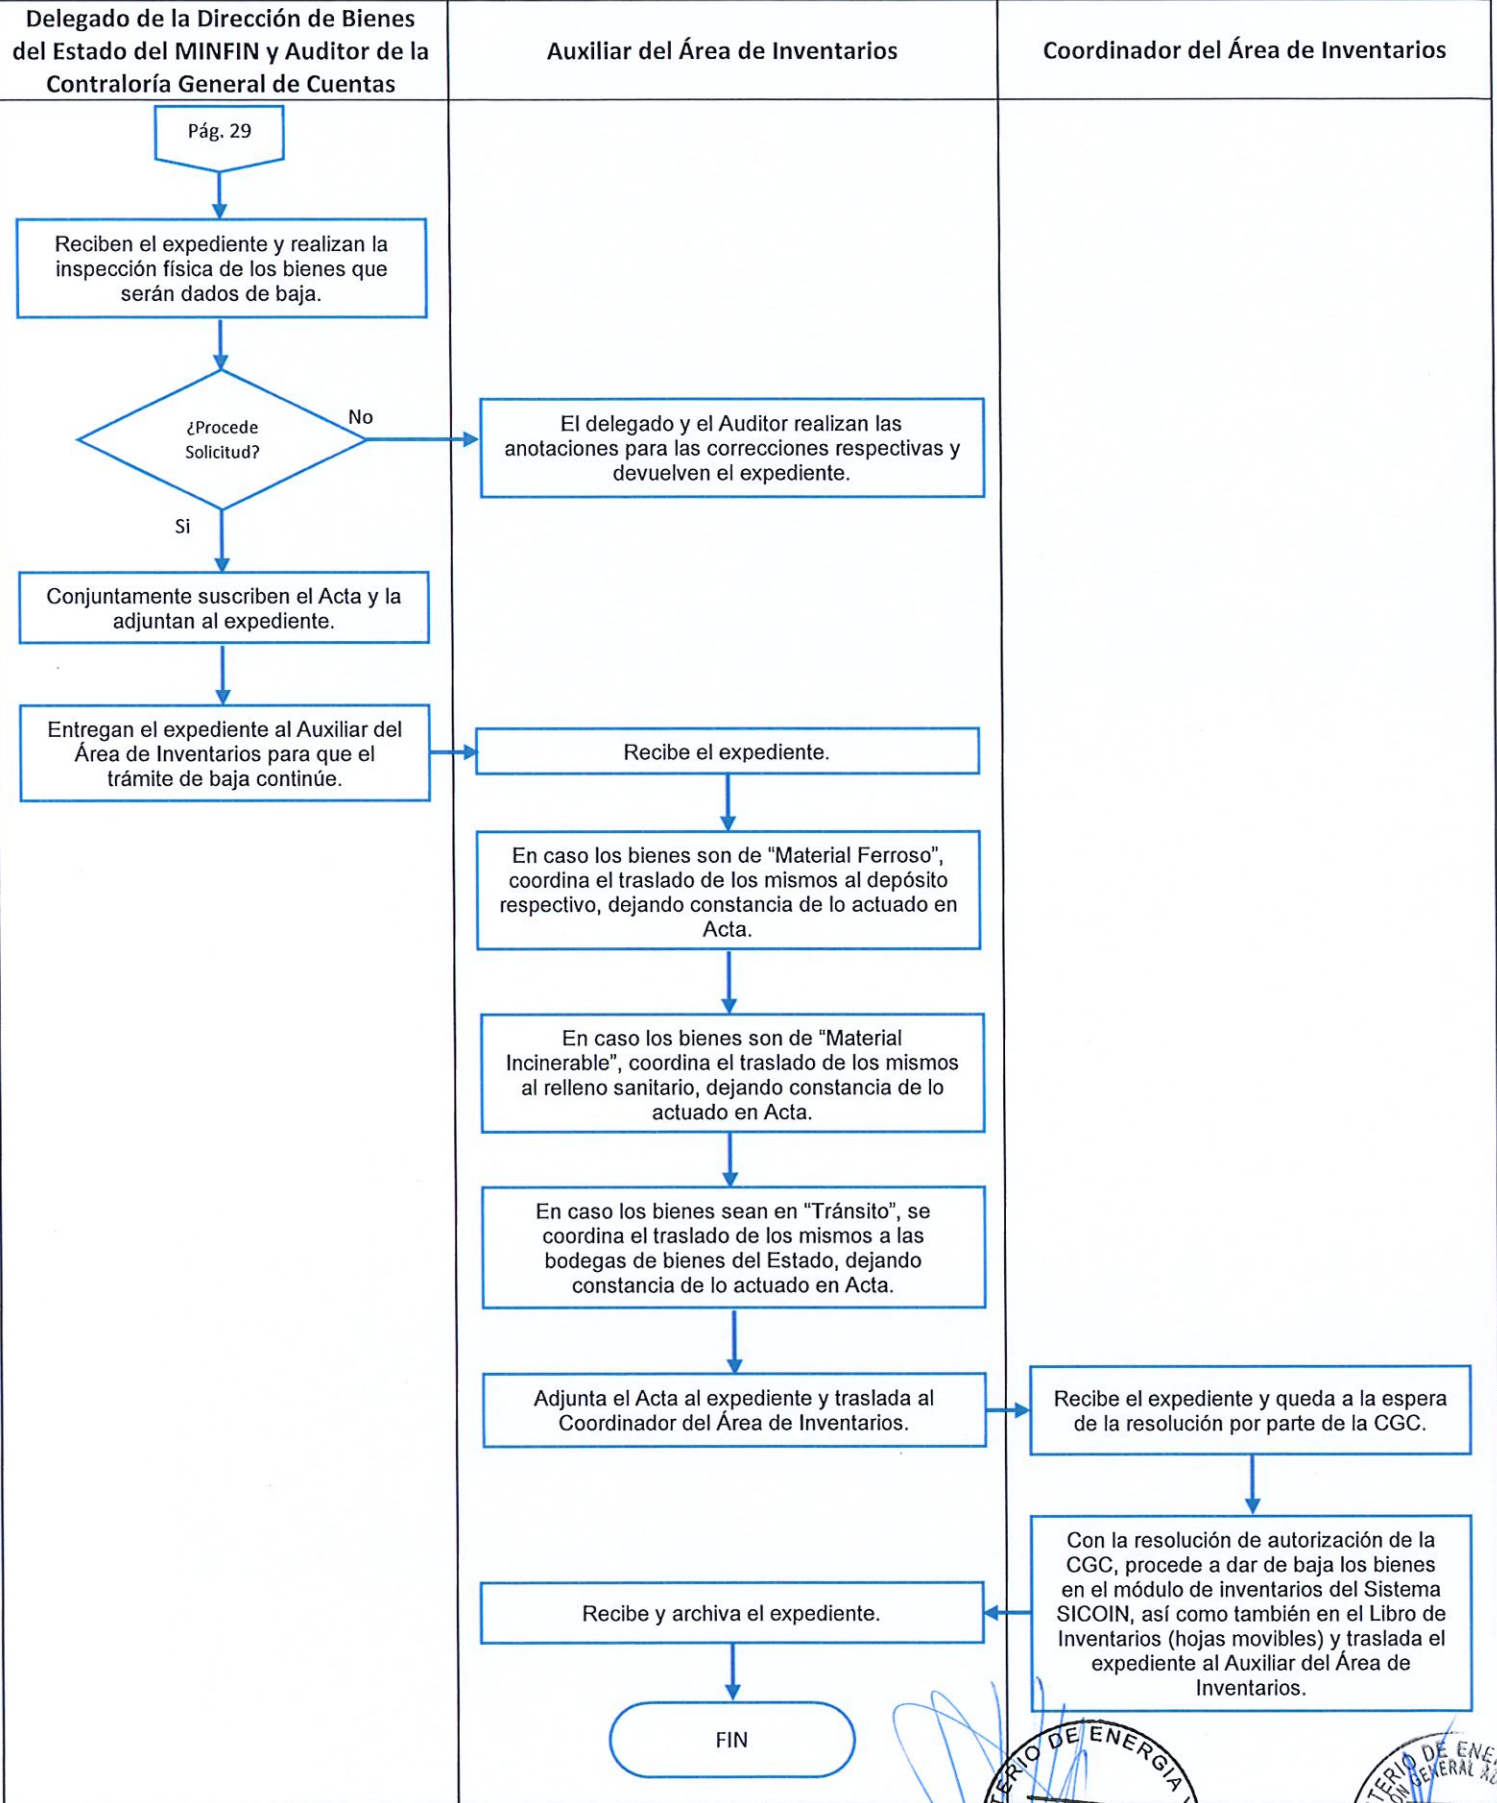 Delegado de la Dirección de Bienes
del Estado del MINFIN y Auditor de la
Contraloría General de Cuentas
Auxiliar del Área de Inventarios
Coordinador del Área de Inventarios
Pág. 29
Reciben el expediente y realizan la
inspección física de los bienes que
serán dados de baja.
¿Procede
Solicitud?
No
El delegado y el Auditor realizan las
anotaciones para las correcciones respectivas y
devuelven el expediente.
Si
Conjuntamente suscriben el Acta y la
adjuntan al expediente.
Entregan el expediente al Auxiliar del
Área de Inventarios para que el
trámite de baja continúe.
Recibe el expediente.
En caso los bienes son de “Material Ferroso”,
coordina el traslado de los mismos al depósito
respectivo, dejando constancia de lo actuado en
Acta.
En caso los bienes son de “Material
Incinerable”, coordina el traslado de los mismos
al relleno sanitario, dejando constancia de lo
actuado en Acta.
En caso los bienes sean en “Tránsito”, se
coordina el traslado de los mismos a las
bodegas de bienes del Estado, dejando
constancia de lo actuado en Acta.
Adjunta el Acta al expediente y traslada al
Coordinador del Área de Inventarios.
Recibe el expediente y queda a la espera
de la resolución por parte de la CGC.
Con la resolución de autorización de la
CGC, procede a dar de baja los bienes
en el módulo de inventarios del Sistema
SICOIN, así como también en el Libro de
Inventarios (hojas movibles) y traslada el
expediente al Auxiliar del Área de
Inventarios.
Recibe y archiva el expediente.
FIN
TERIO DE ENERGIA
TERIO DE ENE
GENERAL